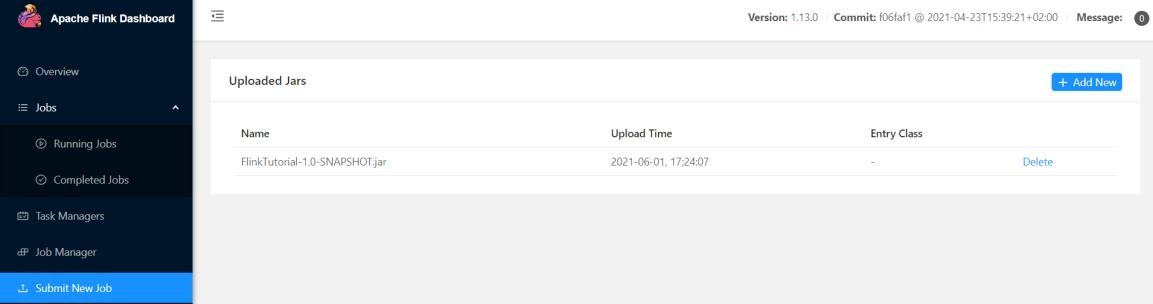 Apache Flink Dashboard
Version: 1.13.0 Commit: f06faf1 @ 2021-04-23T15:39:21+02:00 Message: 0
Overview
Jobs
Running Jobs
Completed Jobs
Task Managers
Job Manager
Submit New Job
Uploaded Jars
+ Add New
Name Upload Time Entry Class
FlinkTutorial-1.0-SNAPSHOT.jar 2021-06-01, 17:24:07 - Delete